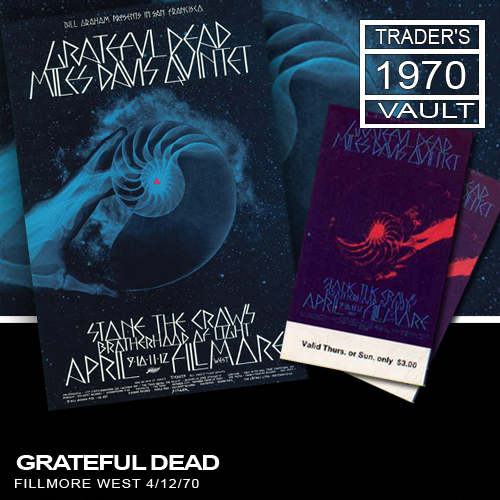 BILL GRAHAM PRESENTS IN SAN FRANCISCO
GRATEFUL DEAD
MILES DAVIS QUINTET
STONE THE CROWS
BROTHERHOOD OF LIGHT
APRIL 9·10·11·12 FILLMORE
WEST
TRADER'S
1970
VAULT
GRATEFUL DEAD
MILES DAVIS QUINTET
STONE THE CROWS
BROTHERHOOD OF LIGHT
APRIL FILLMORE
Valid Thurs. or Sun. only $3.00
GRATEFUL DEAD
FILLMORE WEST 4/12/70